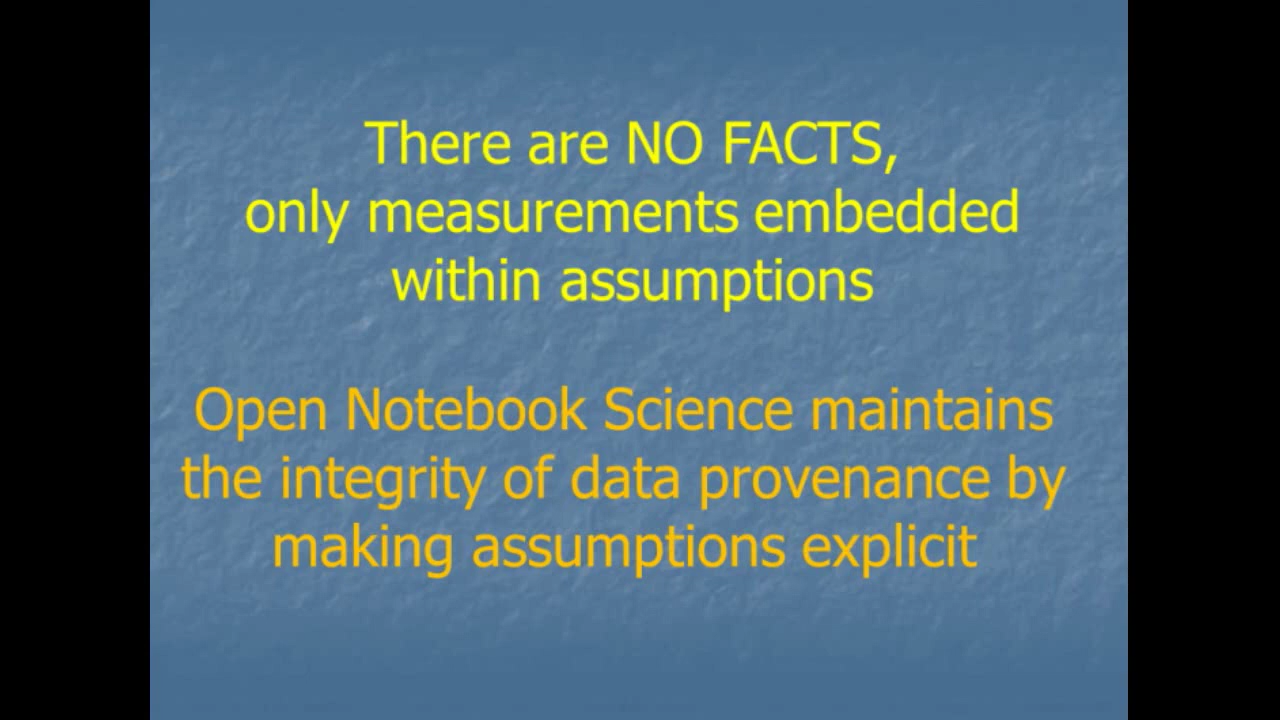 There are NO FACTS,
only measurements embedded
within assumptions
Open Notebook Science maintains
the integrity of data provenance by
making assumptions explicit